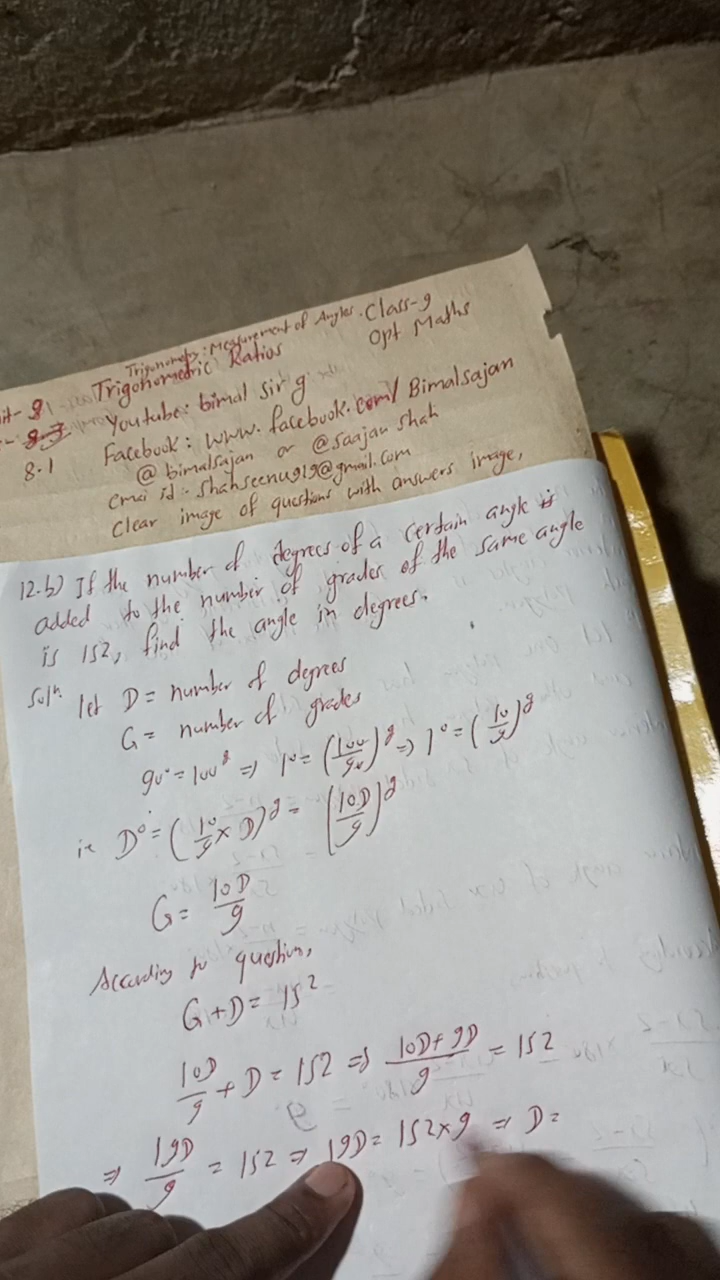 Trigonometry: Measurement of Angles. Class-9
Trigonometric Ratios Opt Maths
Youtube: bimal sir g
8.1 Facebook: www.facebook.com/Bimalsajan
@bimalsajan or @saajan shah
id:- Shahseenu919@gmail.com
Clear image of questions with answers image,
12.b) If the number of degrees of a certain angle is
added to the number of grades of the same angle
is 152, find the angle in degrees.
Soln. let D = number of degrees
G = number of grades
90° = 100g ⇒ 1° = (100/90)g ⇒ 1° = (10/9)g
ie D° = (10/9 × D)g = (10D/9)g
G = 10D/9
According to question,
G+D = 152
10D/9 + D = 152 ⇒ 10D+9D/9 = 152
⇒ 19D/9 = 152 ⇒ 19D = 152×9 ⇒ D =